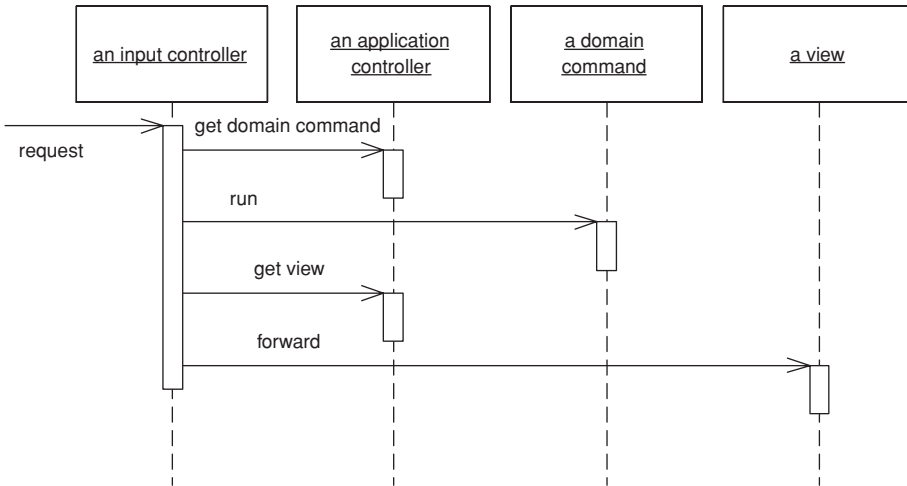 an input controller
an application
controller
a domain
command
a view
request
get domain command
run
get view
forward